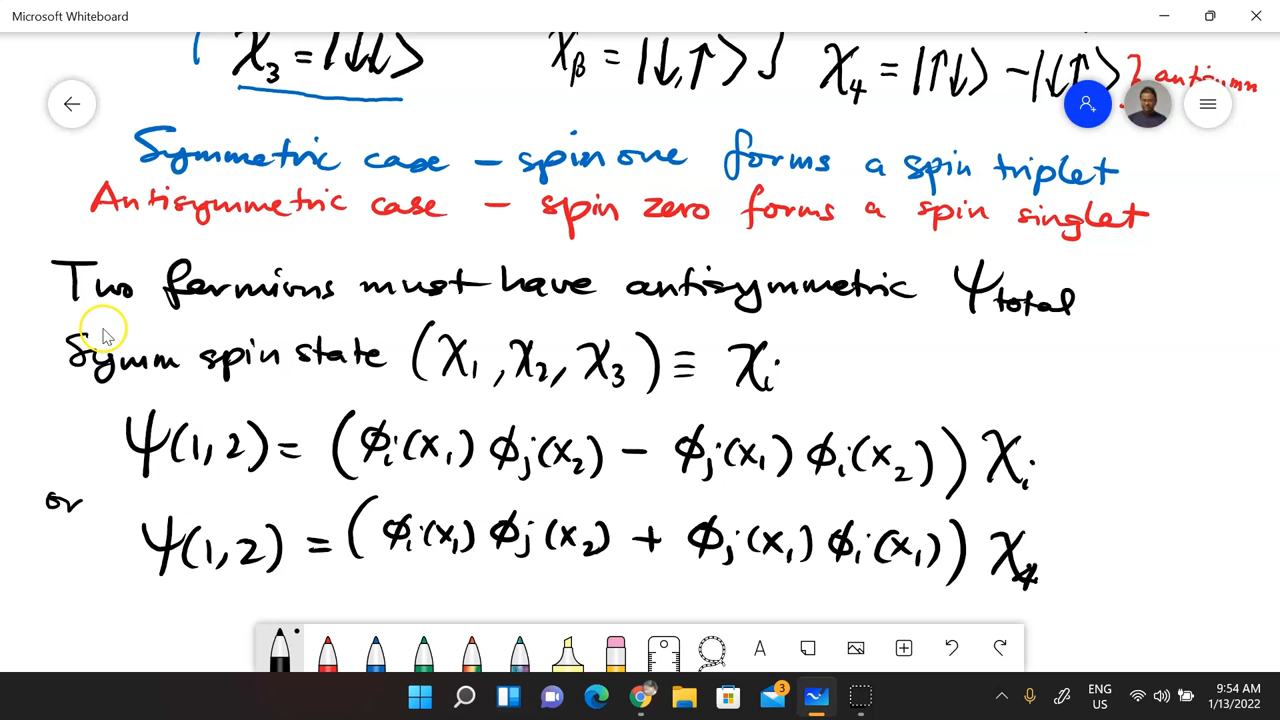 Microsoft Whiteboard
χ3 = |↓↓⟩ χβ = |↓,↑⟩ χ4 = |↑↓⟩ - |↓↑⟩ } antisymm
Symmetric case - spin one forms a spin triplet
Antisymmetric case - spin zero forms a spin singlet
Two fermions must have antisymmetric Ψtotal
Symm spin state (χ1, χ2, χ3) ≡ χi
Ψ(1,2) = (ϕi(x1) ϕj(x2) - ϕj(x1) ϕi(x2)) χi
or
Ψ(1,2) = (ϕi(x1) ϕj(x2) + ϕj(x1) ϕi(x1)) χ4
A
3
ENG
US
9:54 AM
1/13/2022